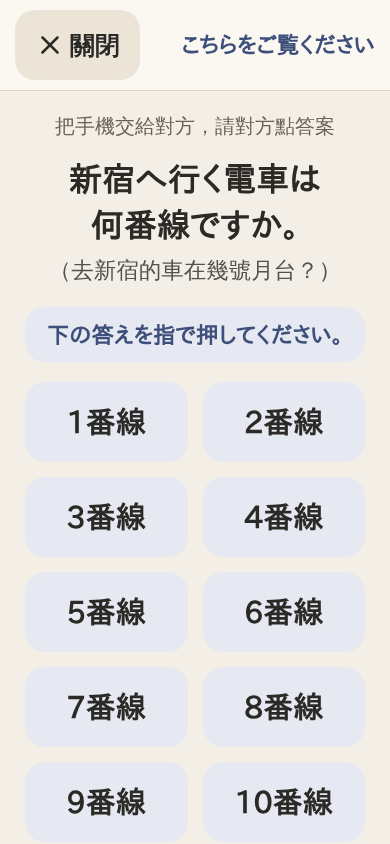 ✕ 關閉
こちらをご覧ください
把手機交給對方，請對方點答案
新宿へ行く電車は
何番線ですか。
（去新宿的車在幾號月台？）
下の答えを指で押してください。
1番線
2番線
3番線
4番線
5番線
6番線
7番線
8番線
9番線
10番線